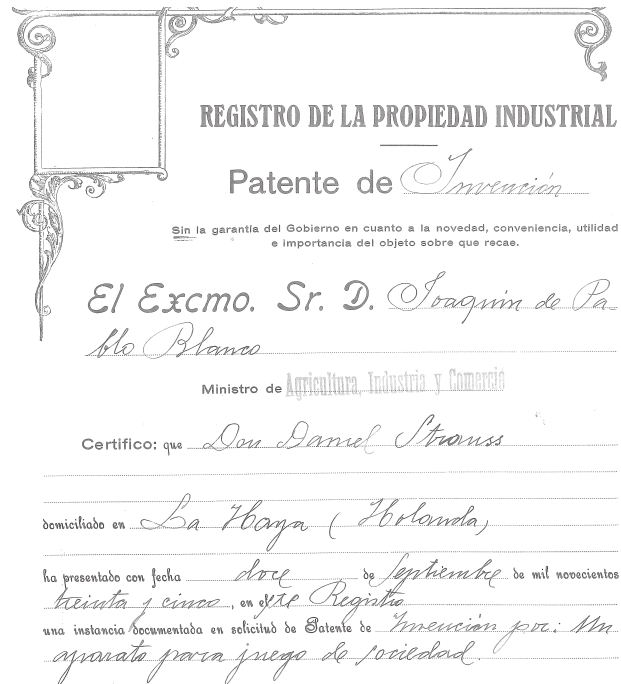 REGISTRO DE LA PROPIEDAD INDUSTRIAL
Patente de Invención
Sin la garantía del Gobierno en cuanto a la novedad, conveniencia, utilidad
e importancia del objeto sobre que recae.
El Excmo. Sr. D. Joaquin de Pa-
blo Blanco
Ministro de Agricultura, Industria y Comercio
Certifico: que Don Daniel Strauss
domiciliado en La Haya (Holanda)
ha presentado con fecha doce de Septiembre de mil novecientos
treinta y cinco, en este Registro
una instancia documentada en solicitud de Patente de Invención por: Un
aparato para juego de sociedad.